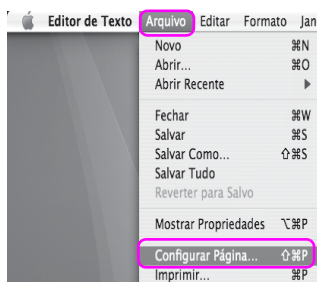 Editor de Texto Arquivo Editar Formato Jan
Novo ⌘N
Abrir... ⌘O
Abrir Recente ▶
Fechar ⌘W
Salvar ⌘S
Salvar Como... ⇧⌘S
Salvar Tudo
Reverter para Salvo
Mostrar Propriedades ⌥⌘P
Configurar Página... ⇧⌘P
Imprimir... ⌘P